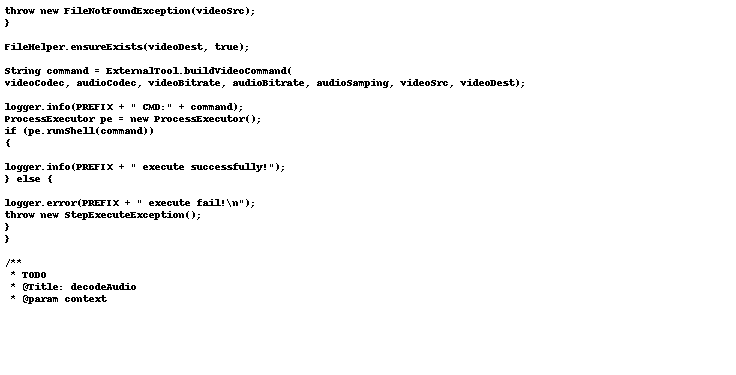 throw new FileNotFoundException(videoSrc);
}
FileHelper.ensureExists(videoDest, true);
String command = ExternalTool.buildVideoCommand(
videoCodec, audioCodec, videoBitrate, audioBitrate, audioSamping, videoSrc, videoDest);
logger.info(PREFIX + " CMD:" + command);
ProcessExecutor pe = new ProcessExecutor();
if (pe.runShell(command))
{
logger.info(PREFIX + " execute successfully!");
} else {
logger.error(PREFIX + " execute fail!\n");
throw new StepExecuteException();
}
}
/**
* TODO
* @Title: decodeAudio
* @param context